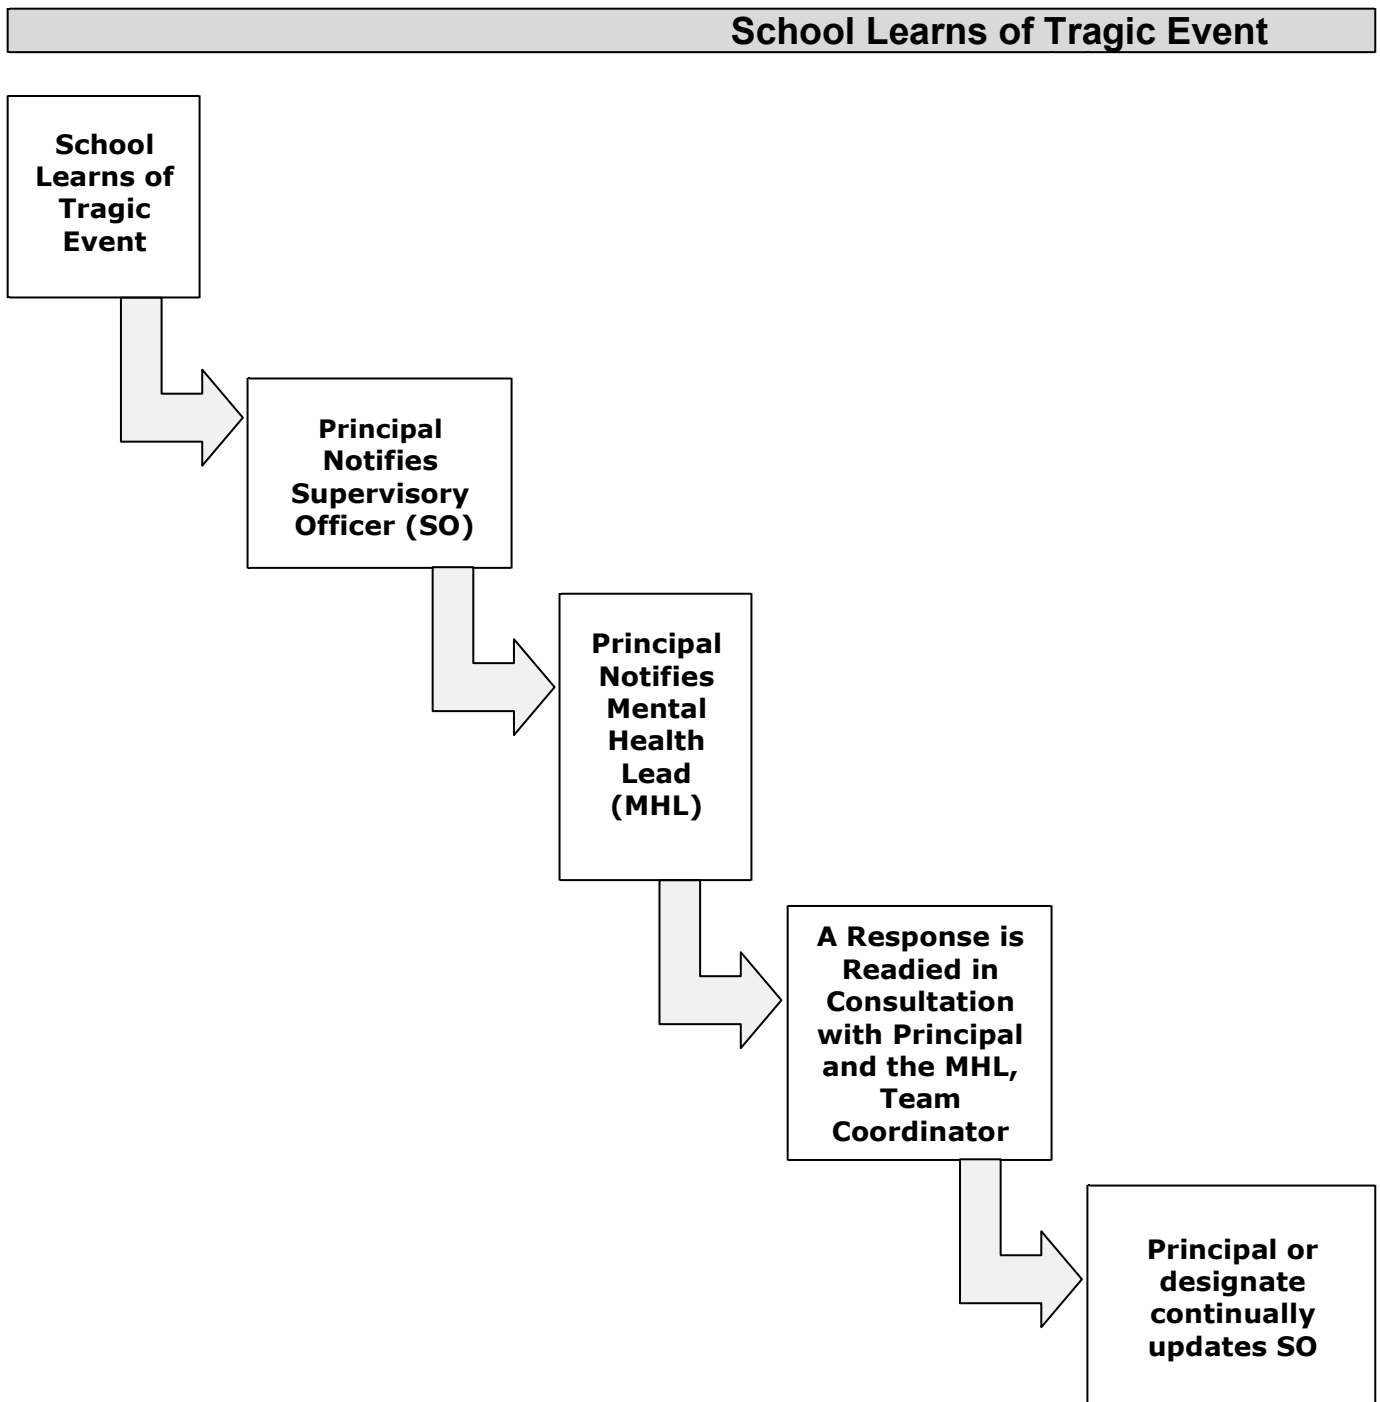 School Learns of Tragic Event
School
Learns of
Tragic
Event
Principal
Notifies
Supervisory
Officer (SO)
Principal
Notifies
Mental
Health
Lead
(MHL)
A Response is
Readied in
Consultation
with Principal
and the MHL,
Team
Coordinator
Principal or
designate
continually
updates SO